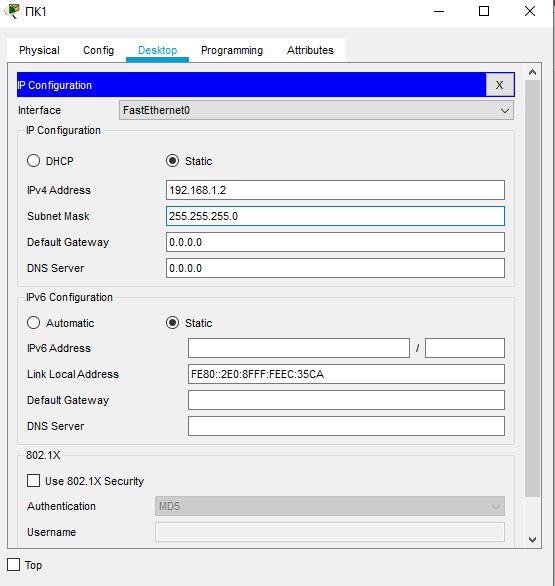 ПК1
Physical Config Desktop Programming Attributes
IP Configuration X
Interface FastEthernet0
IP Configuration
DHCP Static
IPv4 Address 192.168.1.2
Subnet Mask 255.255.255.0
Default Gateway 0.0.0.0
DNS Server 0.0.0.0
IPv6 Configuration
Automatic Static
IPv6 Address /
Link Local Address FE80::2E0:8FFF:FEEC:35CA
Default Gateway
DNS Server
802.1X
Use 802.1X Security
Authentication MD5
Username
Top